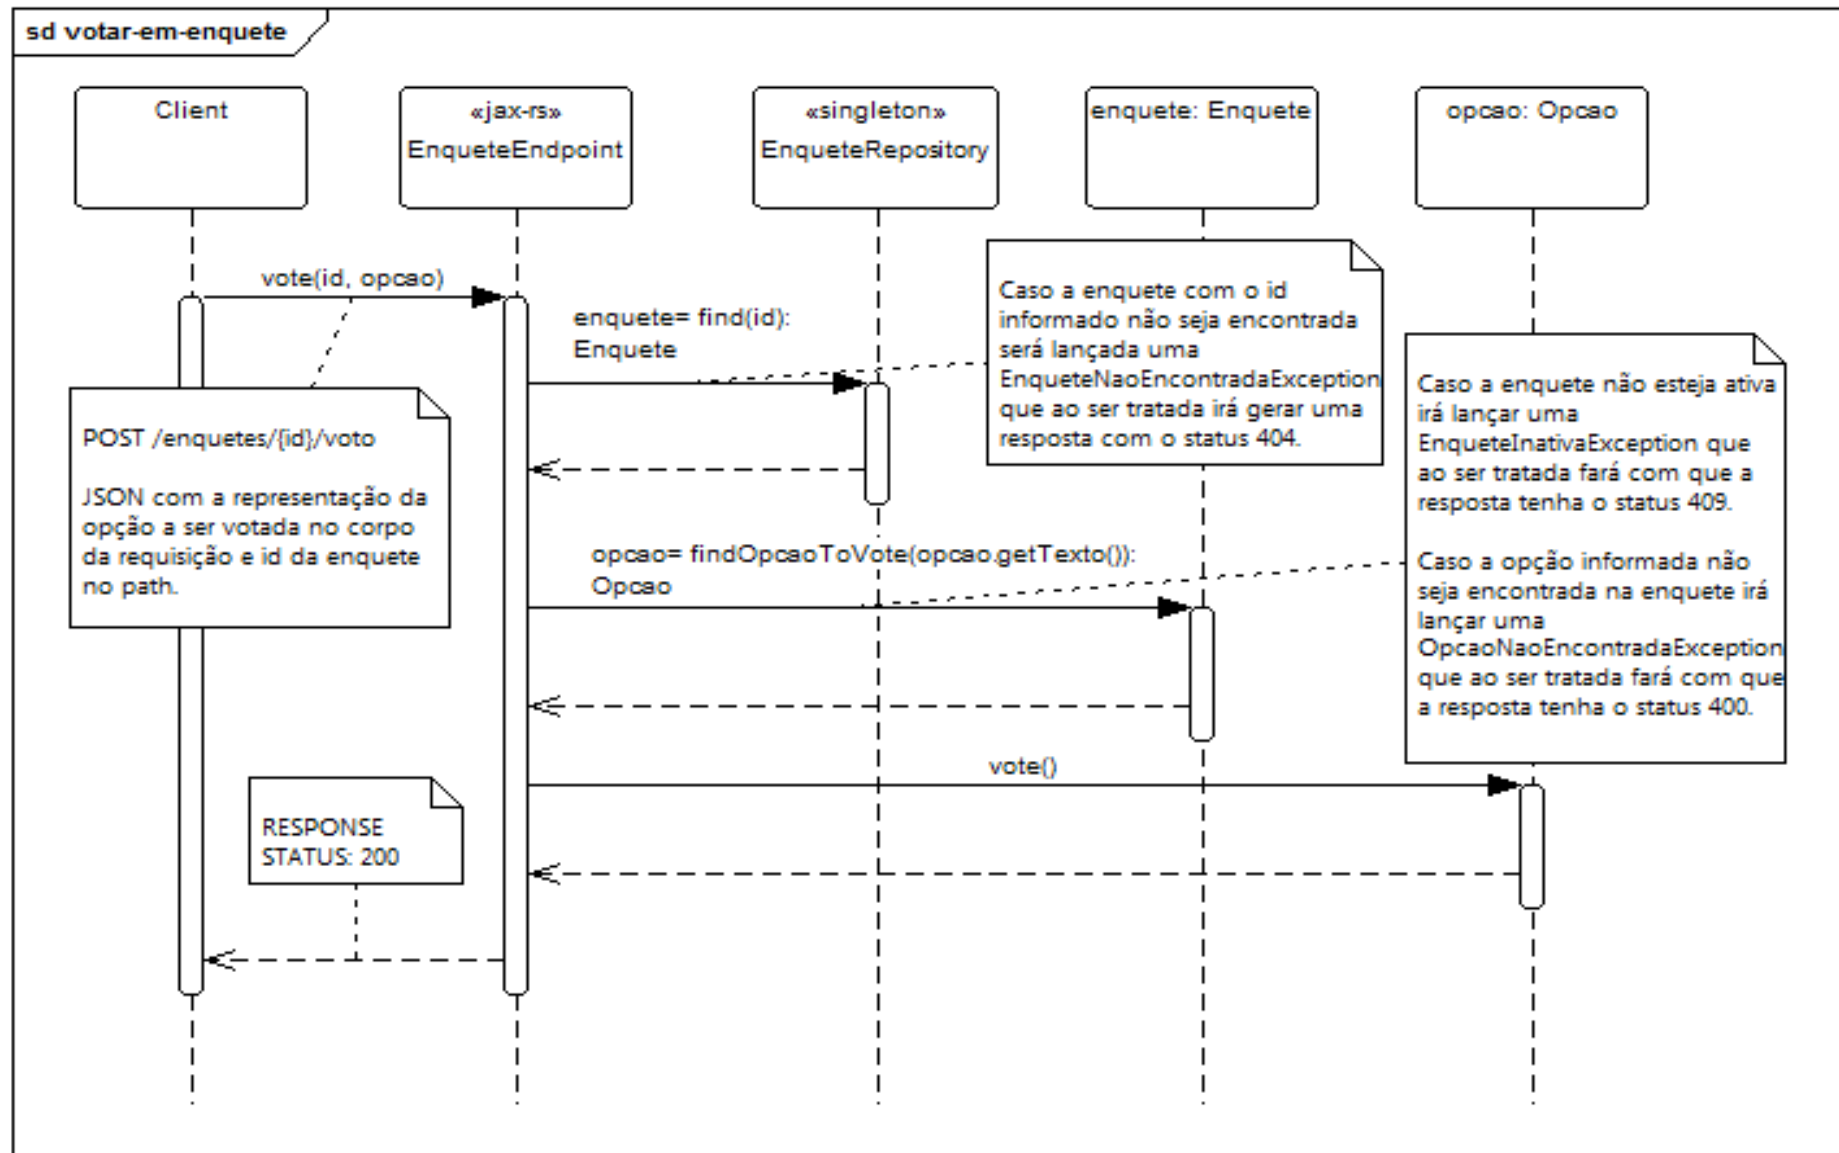 sd votar-em-enquete
Client
«jax-rs»
EnqueteEndpoint
«singleton»
EnqueteRepository
enquete: Enquete
opcao: Opcao
vote(id, opcao)
enquete= find(id):
Enquete
Caso a enquete com o id
informado não seja encontrada
será lançada uma
EnqueteNaoEncontradaException
que ao ser tratada irá gerar uma
resposta com o status 404.
Caso a enquete não esteja ativa
irá lançar uma
EnqueteInativaException que
ao ser tratada fará com que a
resposta tenha o status 409.
Caso a opção informada não
seja encontrada na enquete irá
lançar uma
OpcaoNaoEncontradaException
que ao ser tratada fará com que
a resposta tenha o status 400.
POST /enquetes/{id}/voto
JSON com a representação da
opção a ser votada no corpo
da requisição e id da enquete
no path.
opcao= findOpcaoToVote(opcao.getTexto()):
Opcao
vote()
RESPONSE
STATUS: 200